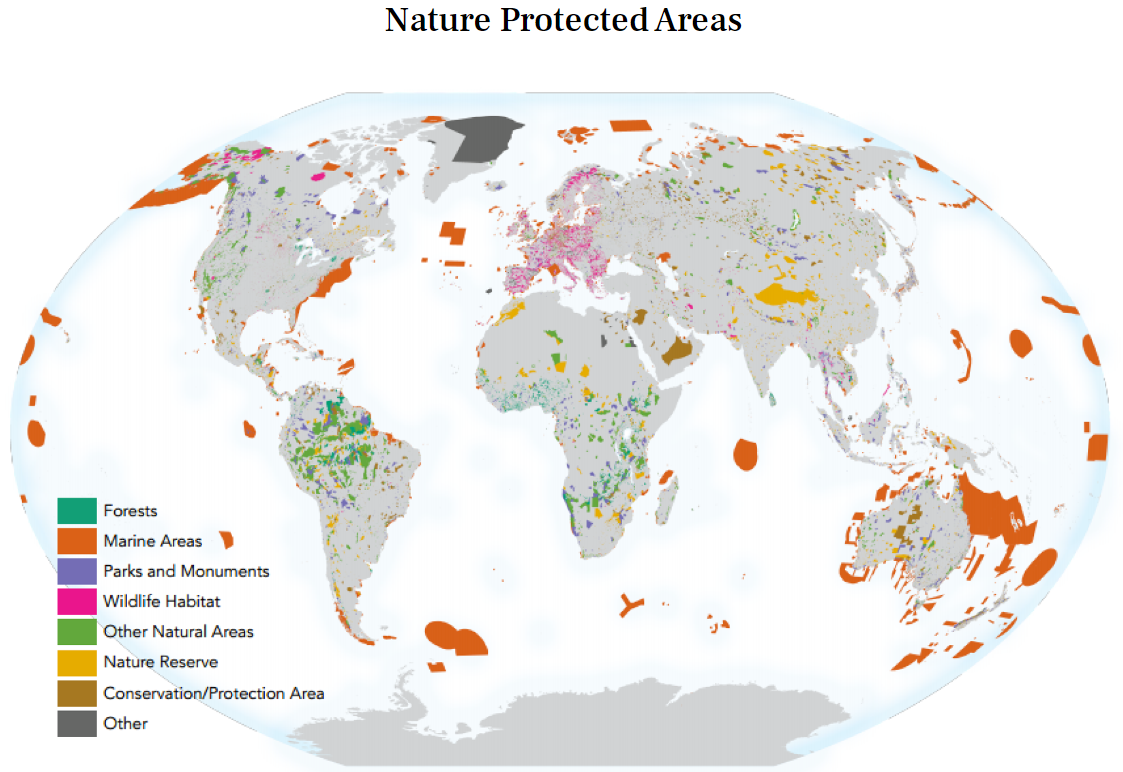 Nature Protected Areas
Forests
Marine Areas
Parks and Monuments
Wildlife Habitat
Other Natural Areas
Nature Reserve
Conservation/Protection Area
Other